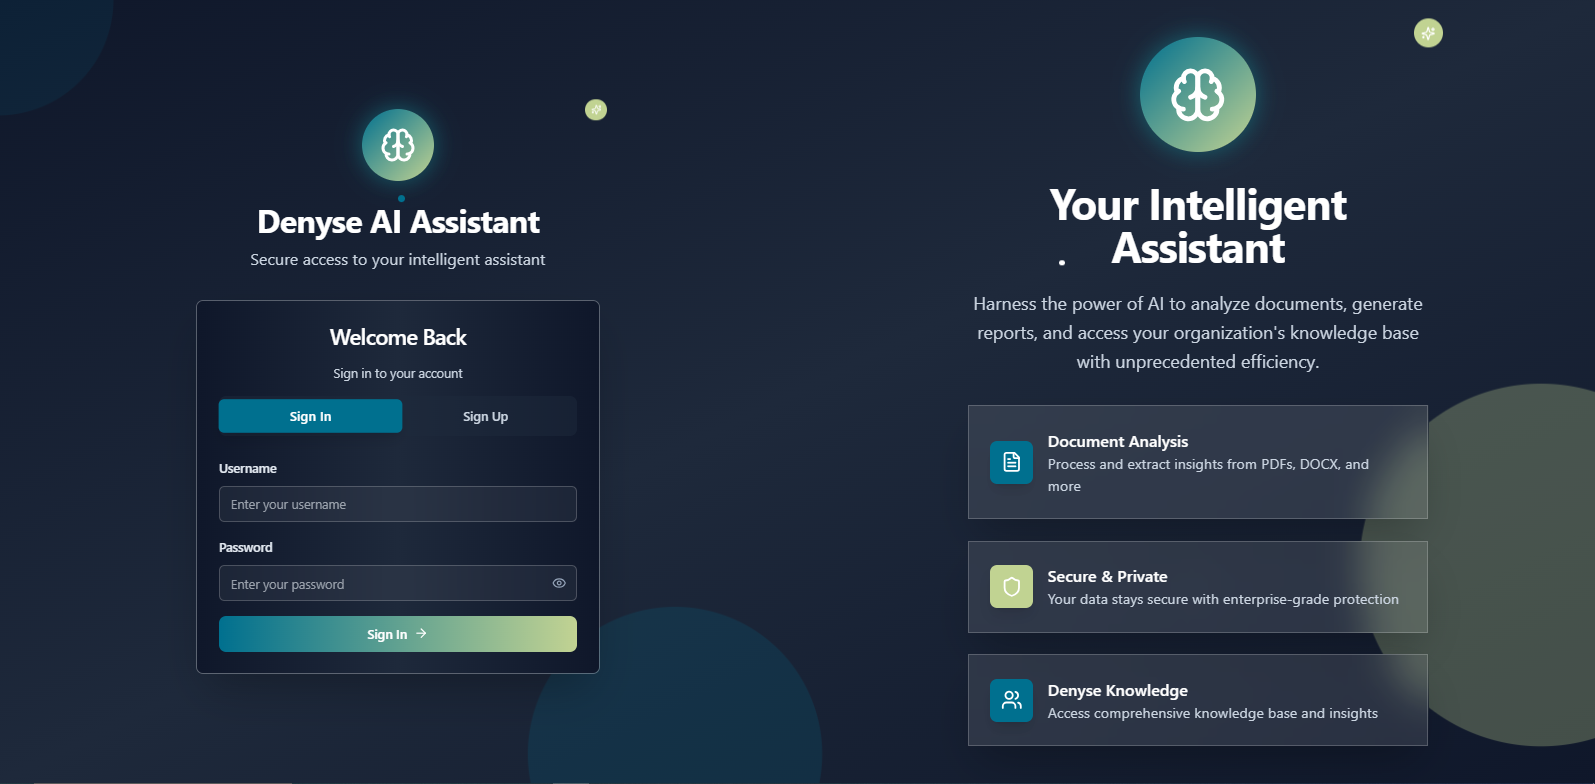 Denyse AI Assistant
Secure access to your intelligent assistant
Welcome Back
Sign in to your account
Sign In
Sign Up
Username
Enter your username
Password
Enter your password
Sign In
Your Intelligent
Assistant
Harness the power of AI to analyze documents, generate
reports, and access your organization's knowledge base
with unprecedented efficiency.
Document Analysis
Process and extract insights from PDFs, DOCX, and
more
Secure & Private
Your data stays secure with enterprise-grade protection
Denyse Knowledge
Access comprehensive knowledge base and insights